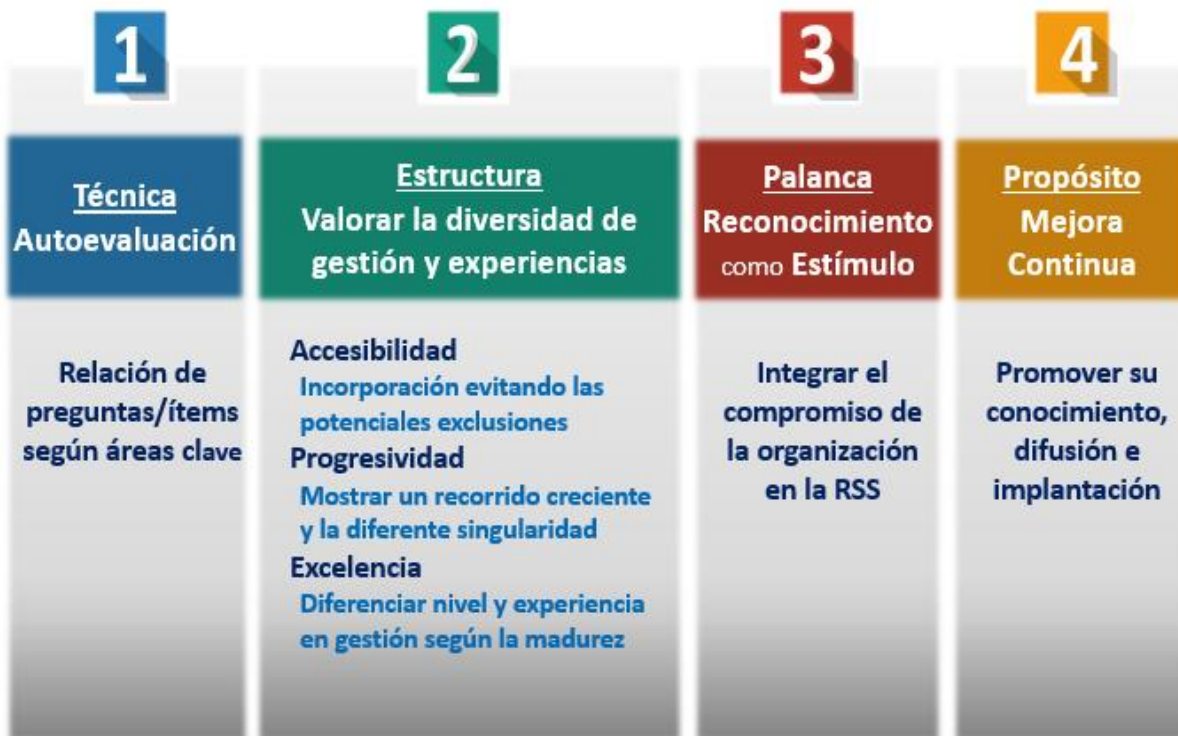 1
Técnica
Autoevaluación
Relación de
preguntas/ítems
según áreas clave
2
Estructura
Valorar la diversidad de
gestión y experiencias
Accesibilidad
Incorporación evitando las
potenciales exclusiones
Progresividad
Mostrar un recorrido creciente
y la diferente singularidad
Excelencia
Diferenciar nivel y experiencia
en gestión según la madurez
3
Palanca
Reconocimiento
como Estímulo
Integrar el
compromiso de
la organización
en la RSS
4
Propósito
Mejora
Continua
Promover su
conocimiento,
difusión e
implantación